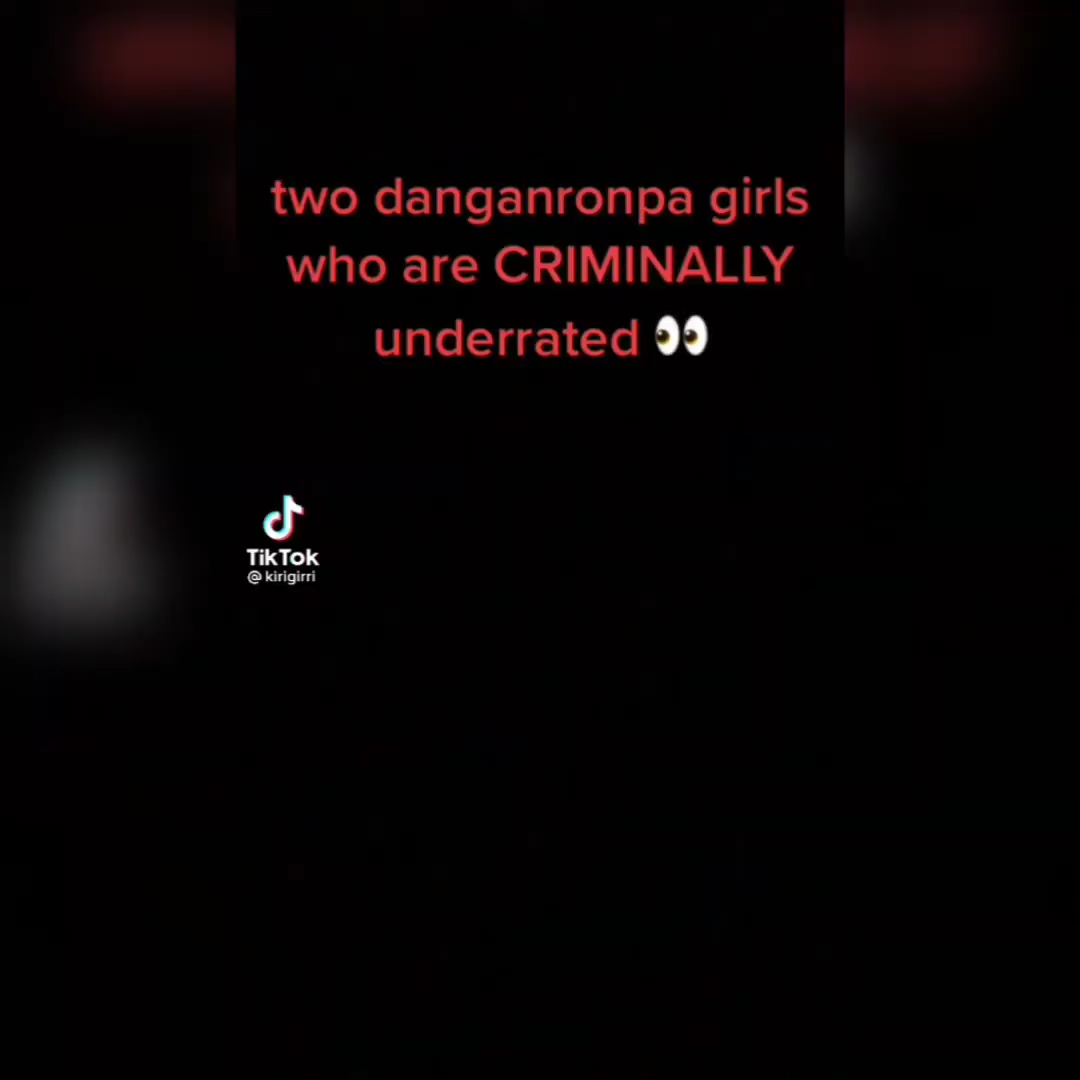 two danganronpa girls
who are CRIMINALLY
underrated 👀
TikTok
@kirigirri